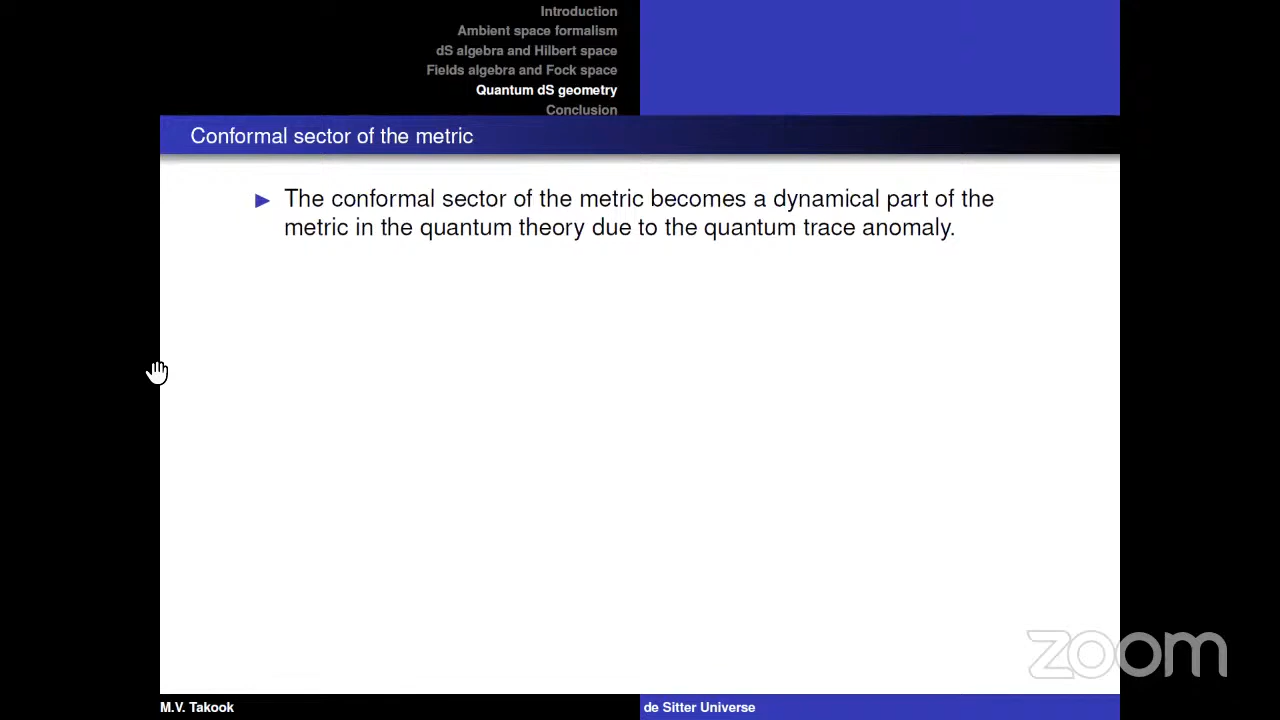 Introduction
Ambient space formalism
dS algebra and Hilbert space
Fields algebra and Fock space
Quantum dS geometry
Conclusion
Conformal sector of the metric
The conformal sector of the metric becomes a dynamical part of the
metric in the quantum theory due to the quantum trace anomaly.
zoom
M.V. Takook
de Sitter Universe